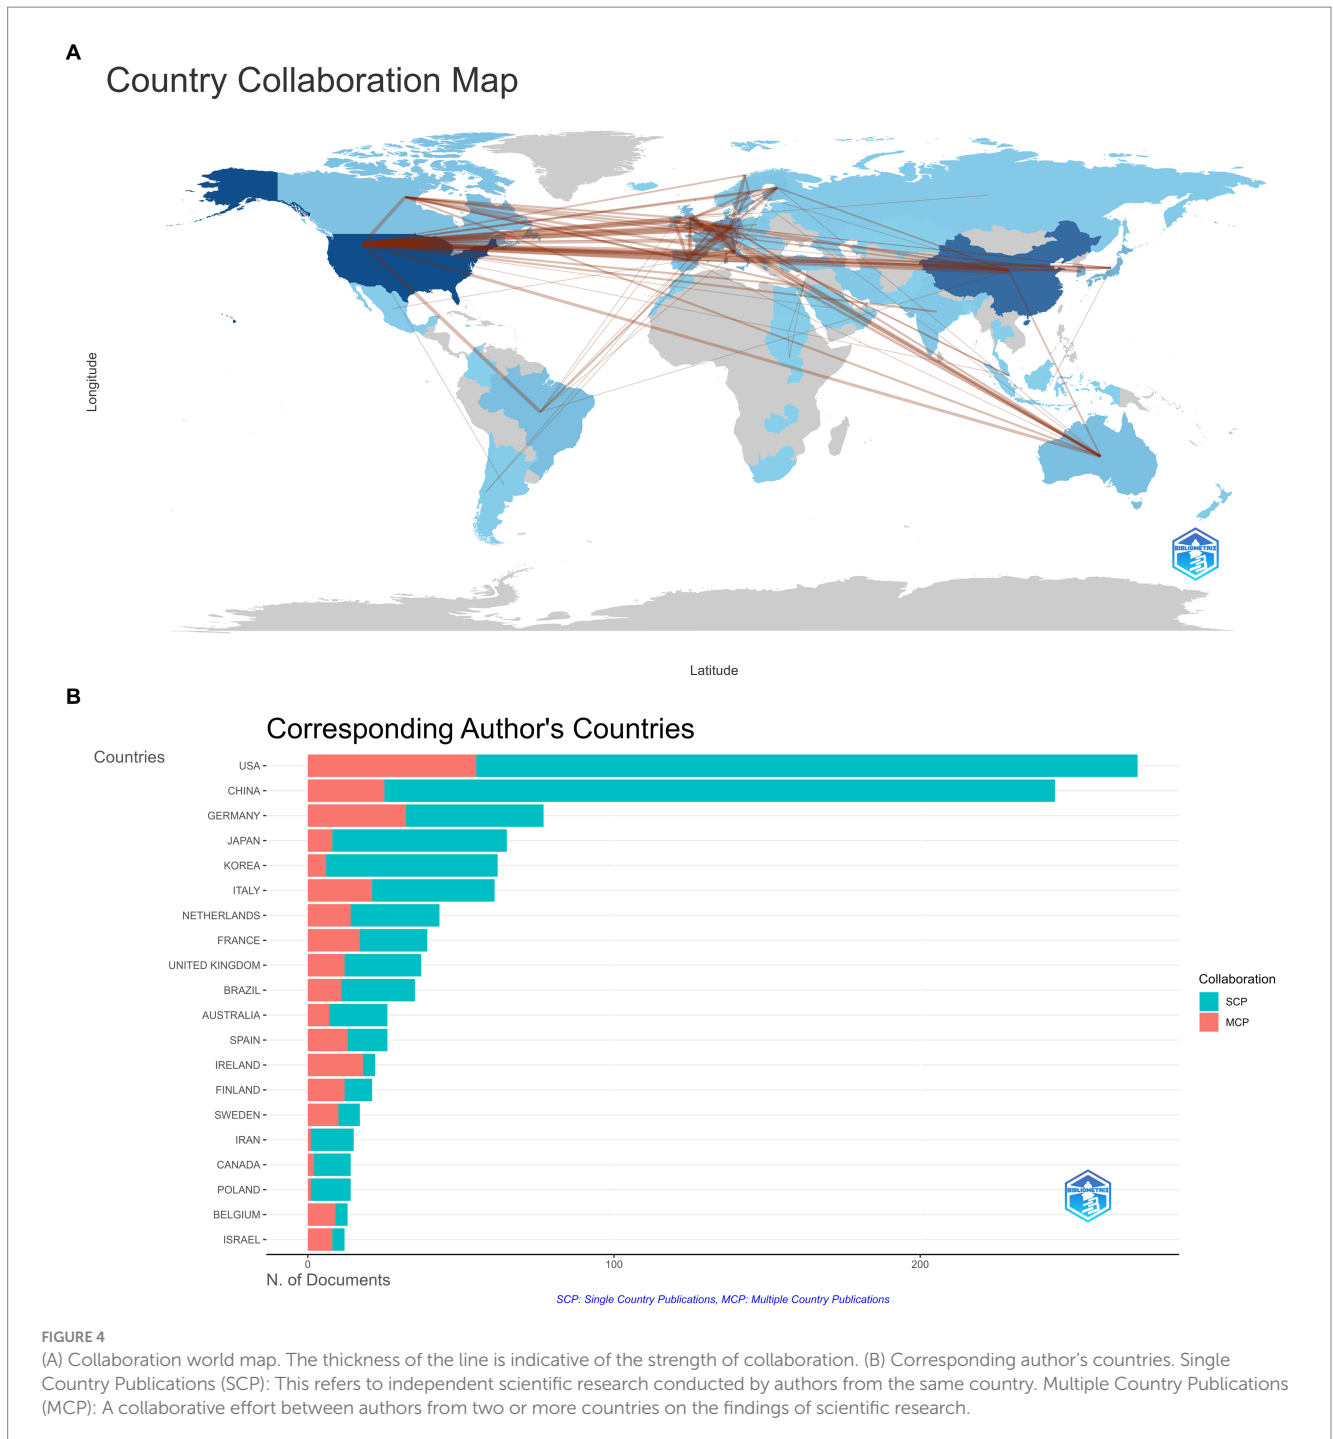 A
Country Collaboration Map
Longitude
BIBLIOMETRIX
Latitude
B
Corresponding Author's Countries
Countries
USA
CHINA
GERMANY
JAPAN
KOREA
ITALY
NETHERLANDS
FRANCE
UNITED KINGDOM
BRAZIL
AUSTRALIA
SPAIN
IRELAND
FINLAND
SWEDEN
IRAN
CANADA
POLAND
BELGIUM
ISRAEL
Collaboration
SCP
MCP
BIBLIOMETRIX
0 100 200
N. of Documents
SCP: Single Country Publications, MCP: Multiple Country Publications
FIGURE 4
(A) Collaboration world map. The thickness of the line is indicative of the strength of collaboration. (B) Corresponding author's countries. Single
Country Publications (SCP): This refers to independent scientific research conducted by authors from the same country. Multiple Country Publications
(MCP): A collaborative effort between authors from two or more countries on the findings of scientific research.